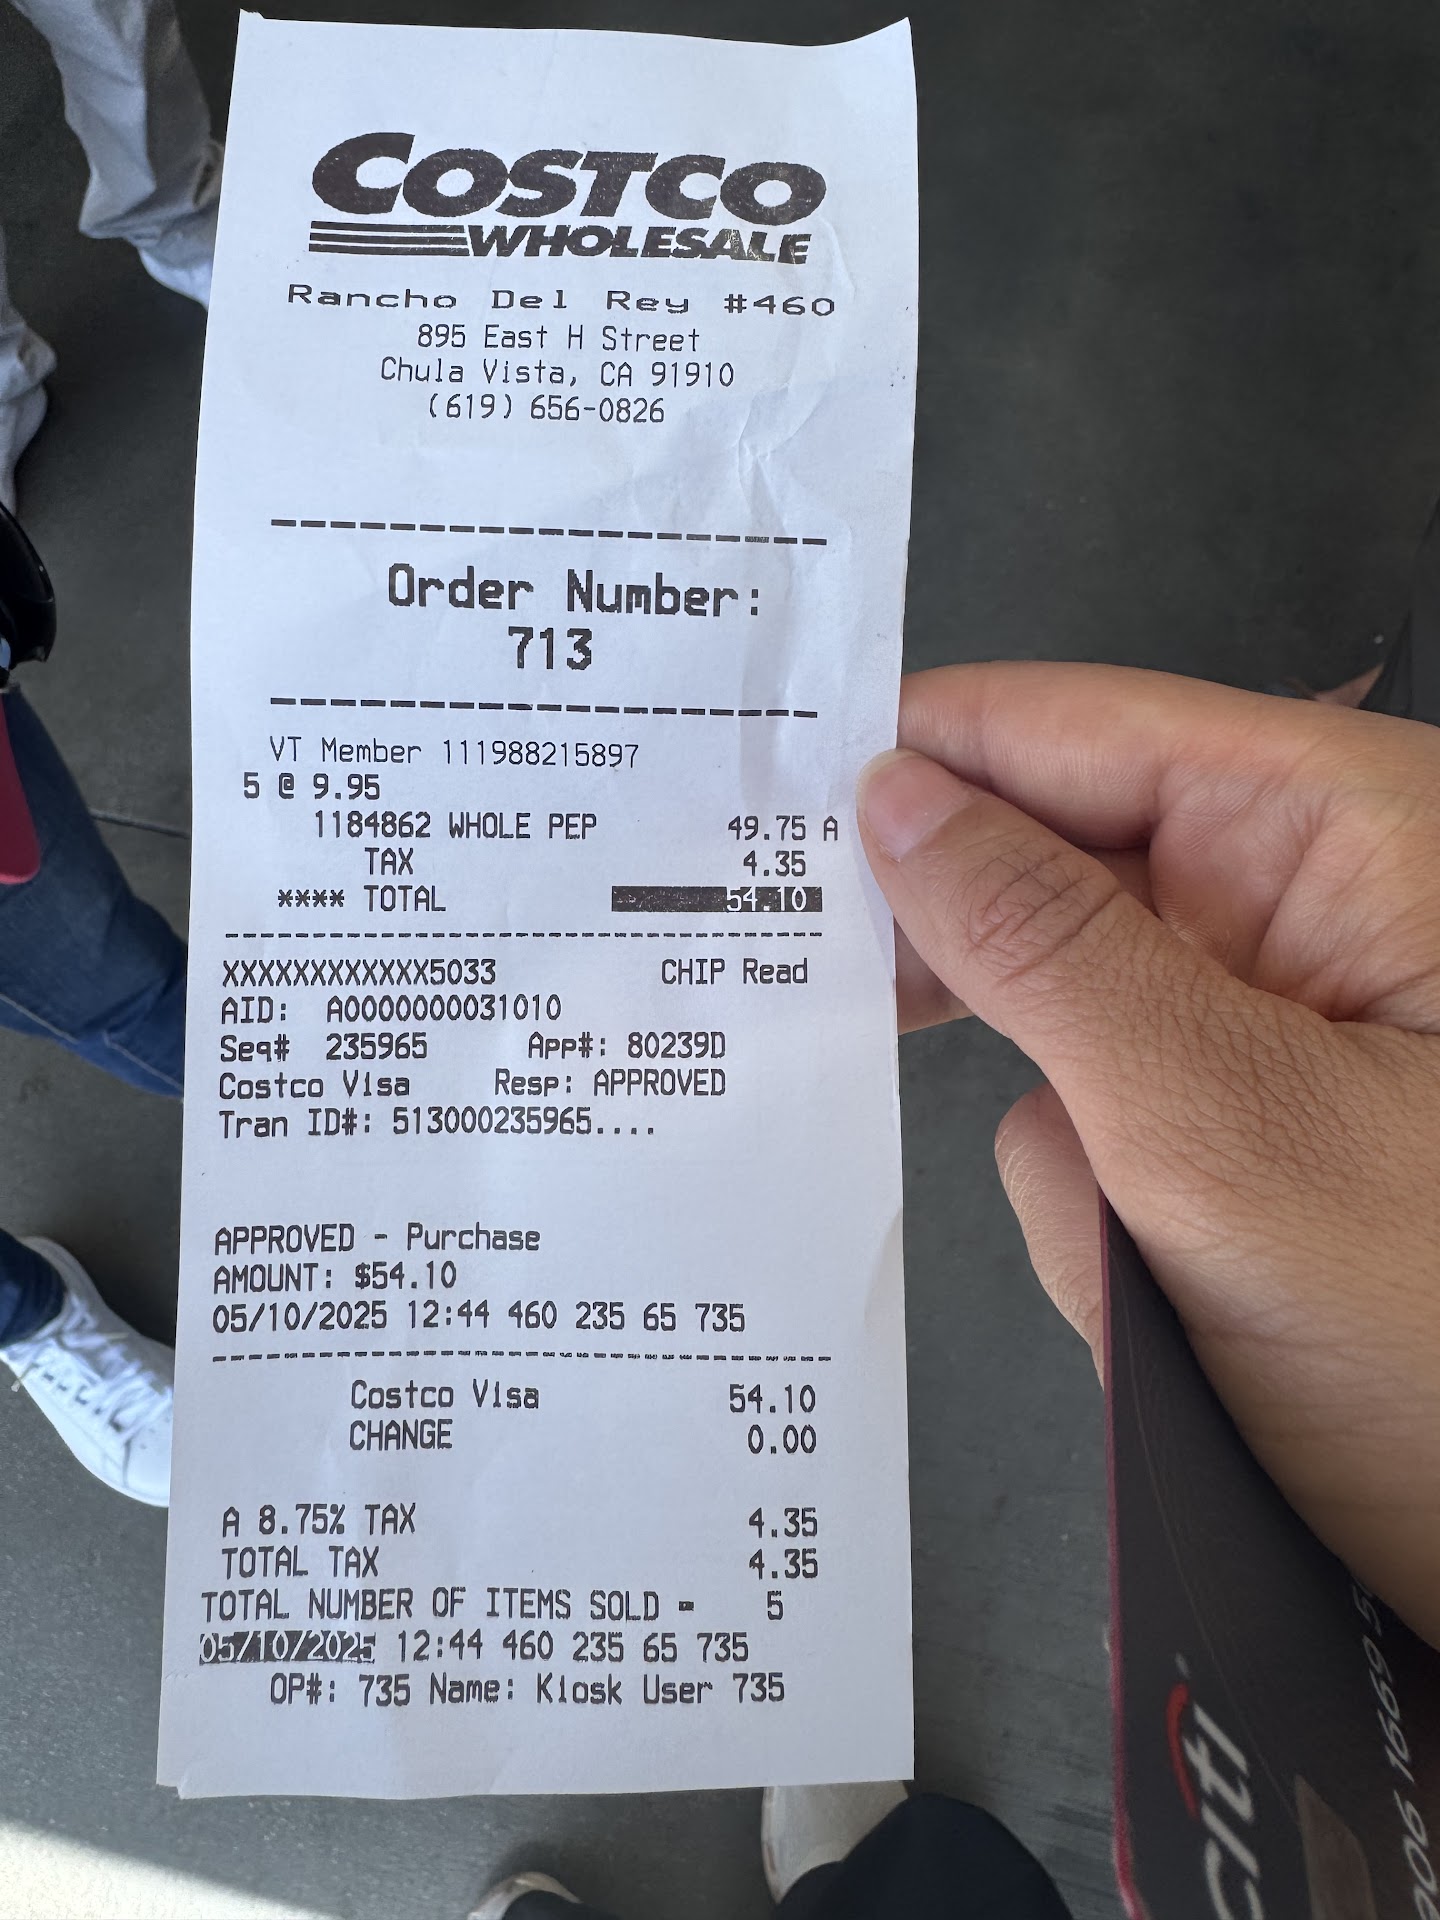 COSTCO
WHOLESALE
Rancho Del Rey #460
895 East H Street
Chula Vista, CA 91910
(619) 656-0826
Order Number:
713
VT Member 111988215897
5 @ 9.95
1184862 WHOLE PEP 49.75 A
TAX 4.35
**** TOTAL 54.10
XXXXXXXXXXXX5033 CHIP Read
AID: A0000000031010
Seq# 235965 App#: 80239D
Costco Visa Resp: APPROVED
Tran ID#: 513000235965....
APPROVED - Purchase
AMOUNT: $54.10
05/10/2025 12:44 460 235 65 735
Costco Visa 54.10
CHANGE 0.00
A 8.75% TAX 4.35
TOTAL TAX 4.35
TOTAL NUMBER OF ITEMS SOLD = 5
05/10/2025 12:44 460 235 65 735
OP#: 735 Name: Kiosk User 735
citi